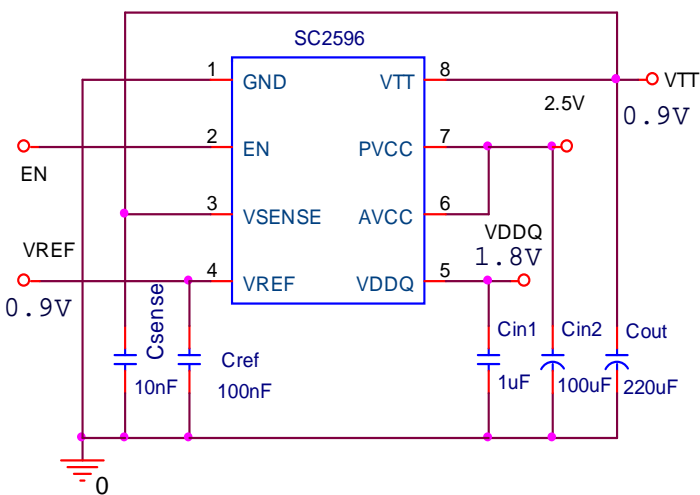 SC2596
1
GND
VTT
8
VTT
0.9V
2.5V
2
EN
PVCC
7
EN
3
VSENSE
AVCC
6
VREF
VDDQ
1.8V
4
VREF
VDDQ
5
0.9V
Csense
10nF
Cref
100nF
Cin1
1uF
Cin2
100uF
Cout
220uF
0